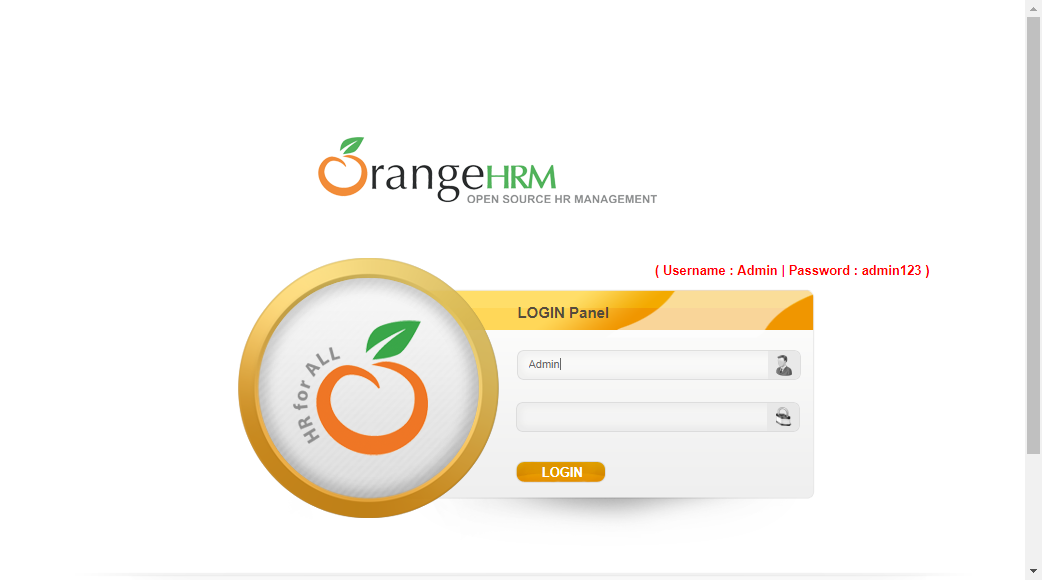 OrangeHRM
OPEN SOURCE HR MANAGEMENT
( Username : Admin | Password : admin123 )
LOGIN Panel
HR for ALL
Admin
LOGIN